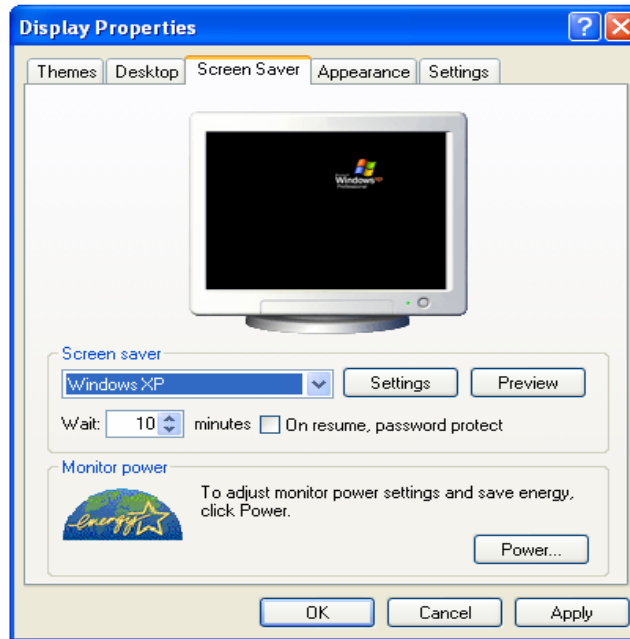 Display Properties
Themes Desktop Screen Saver Appearance Settings
Windows xp
Professional
Screen saver
Windows XP Settings Preview
Wait: 10 minutes On resume, password protect
Monitor power
energy
To adjust monitor power settings and save energy,
click Power.
Power...
OK Cancel Apply